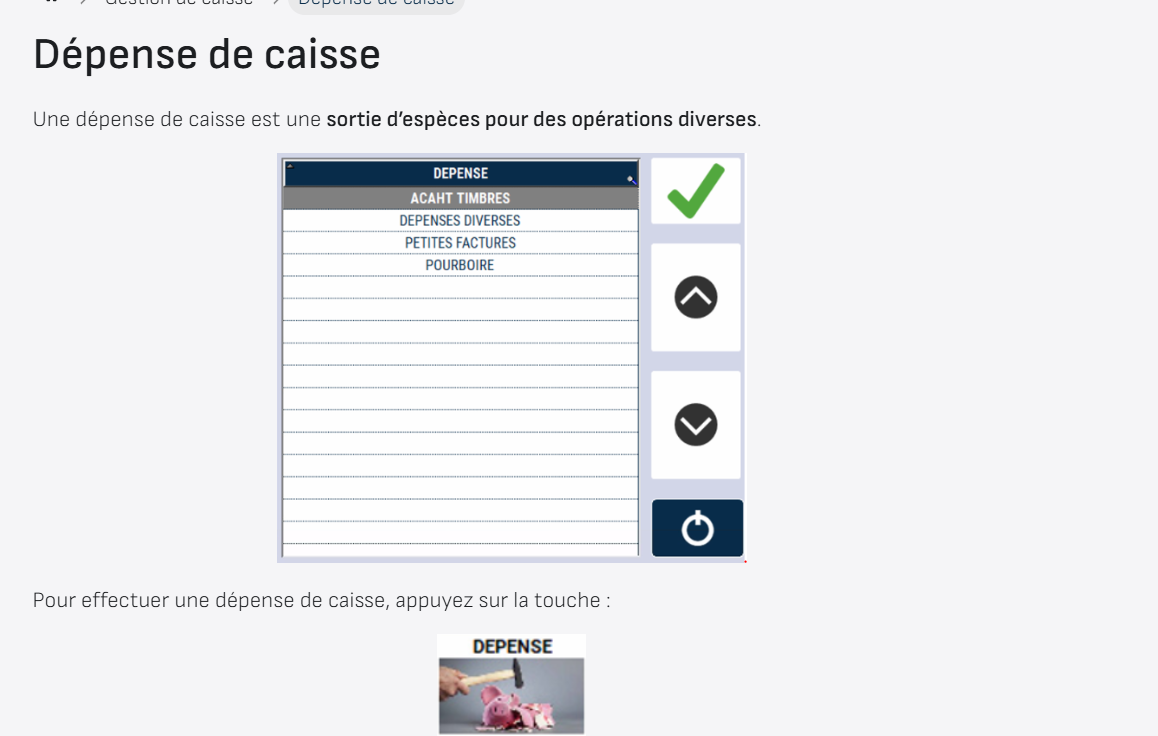 Gestion de caisse
Dépense de caisse
Dépense de caisse
Une dépense de caisse est une sortie d’espèces pour des opérations diverses.
DEPENSE
ACAHT TIMBRES
DEPENSES DIVERSES
PETITES FACTURES
POURBOIRE
Pour effectuer une dépense de caisse, appuyez sur la touche :
DEPENSE